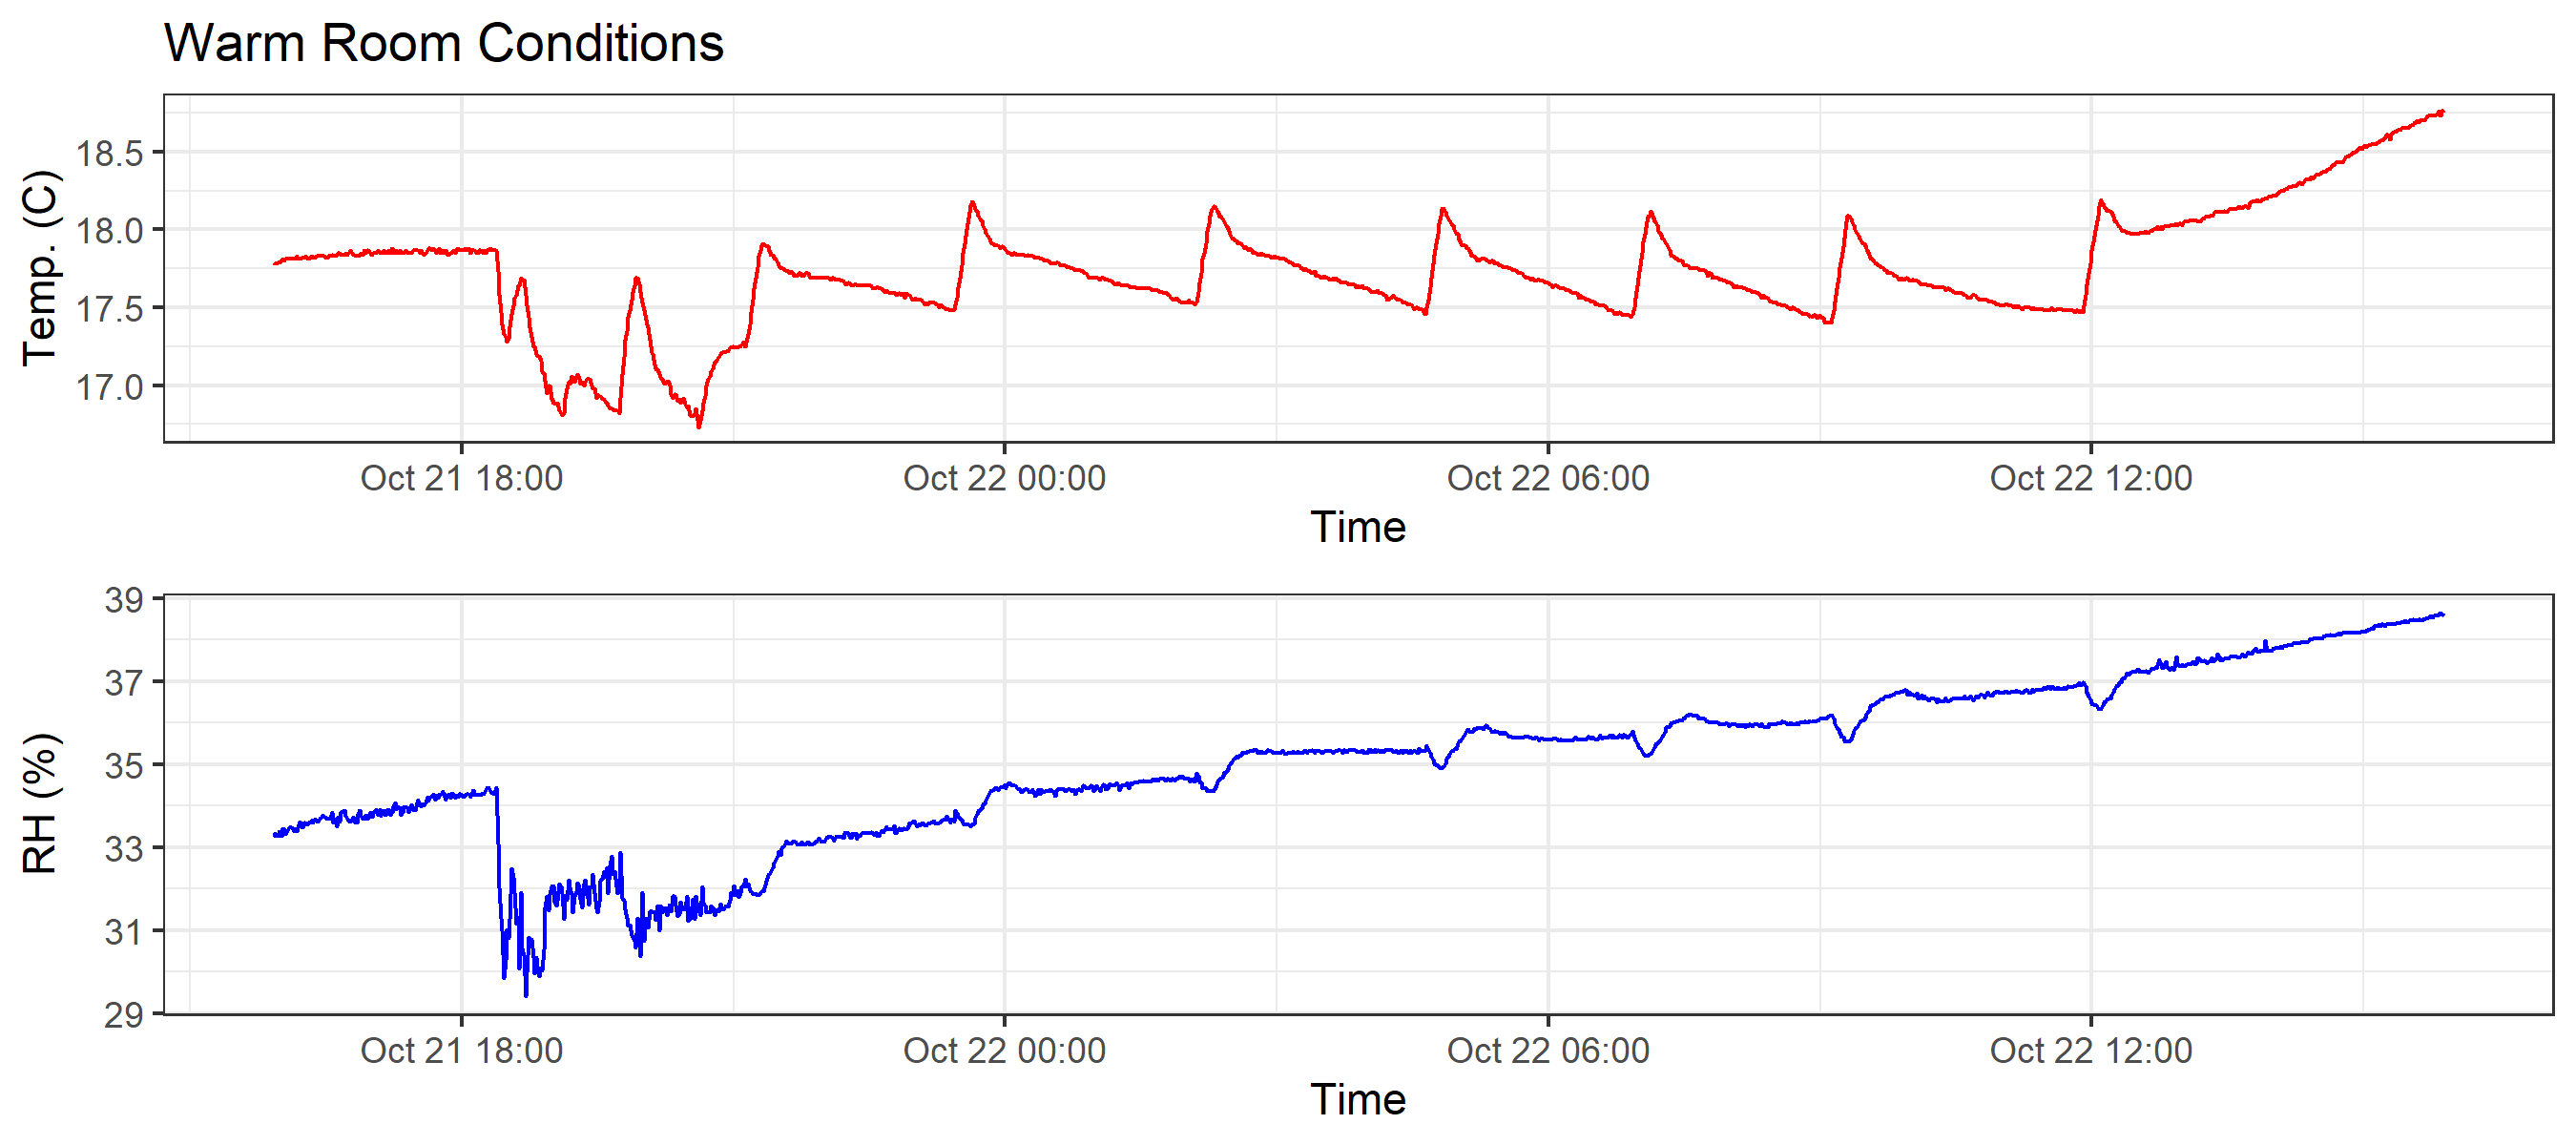 Warm Room Conditions
Temp. (C)
18.5
18.0
17.5
17.0
Oct 21 18:00 Oct 22 00:00 Oct 22 06:00 Oct 22 12:00
Time
RH (%)
39
37
35
33
31
29
Oct 21 18:00 Oct 22 00:00 Oct 22 06:00 Oct 22 12:00
Time